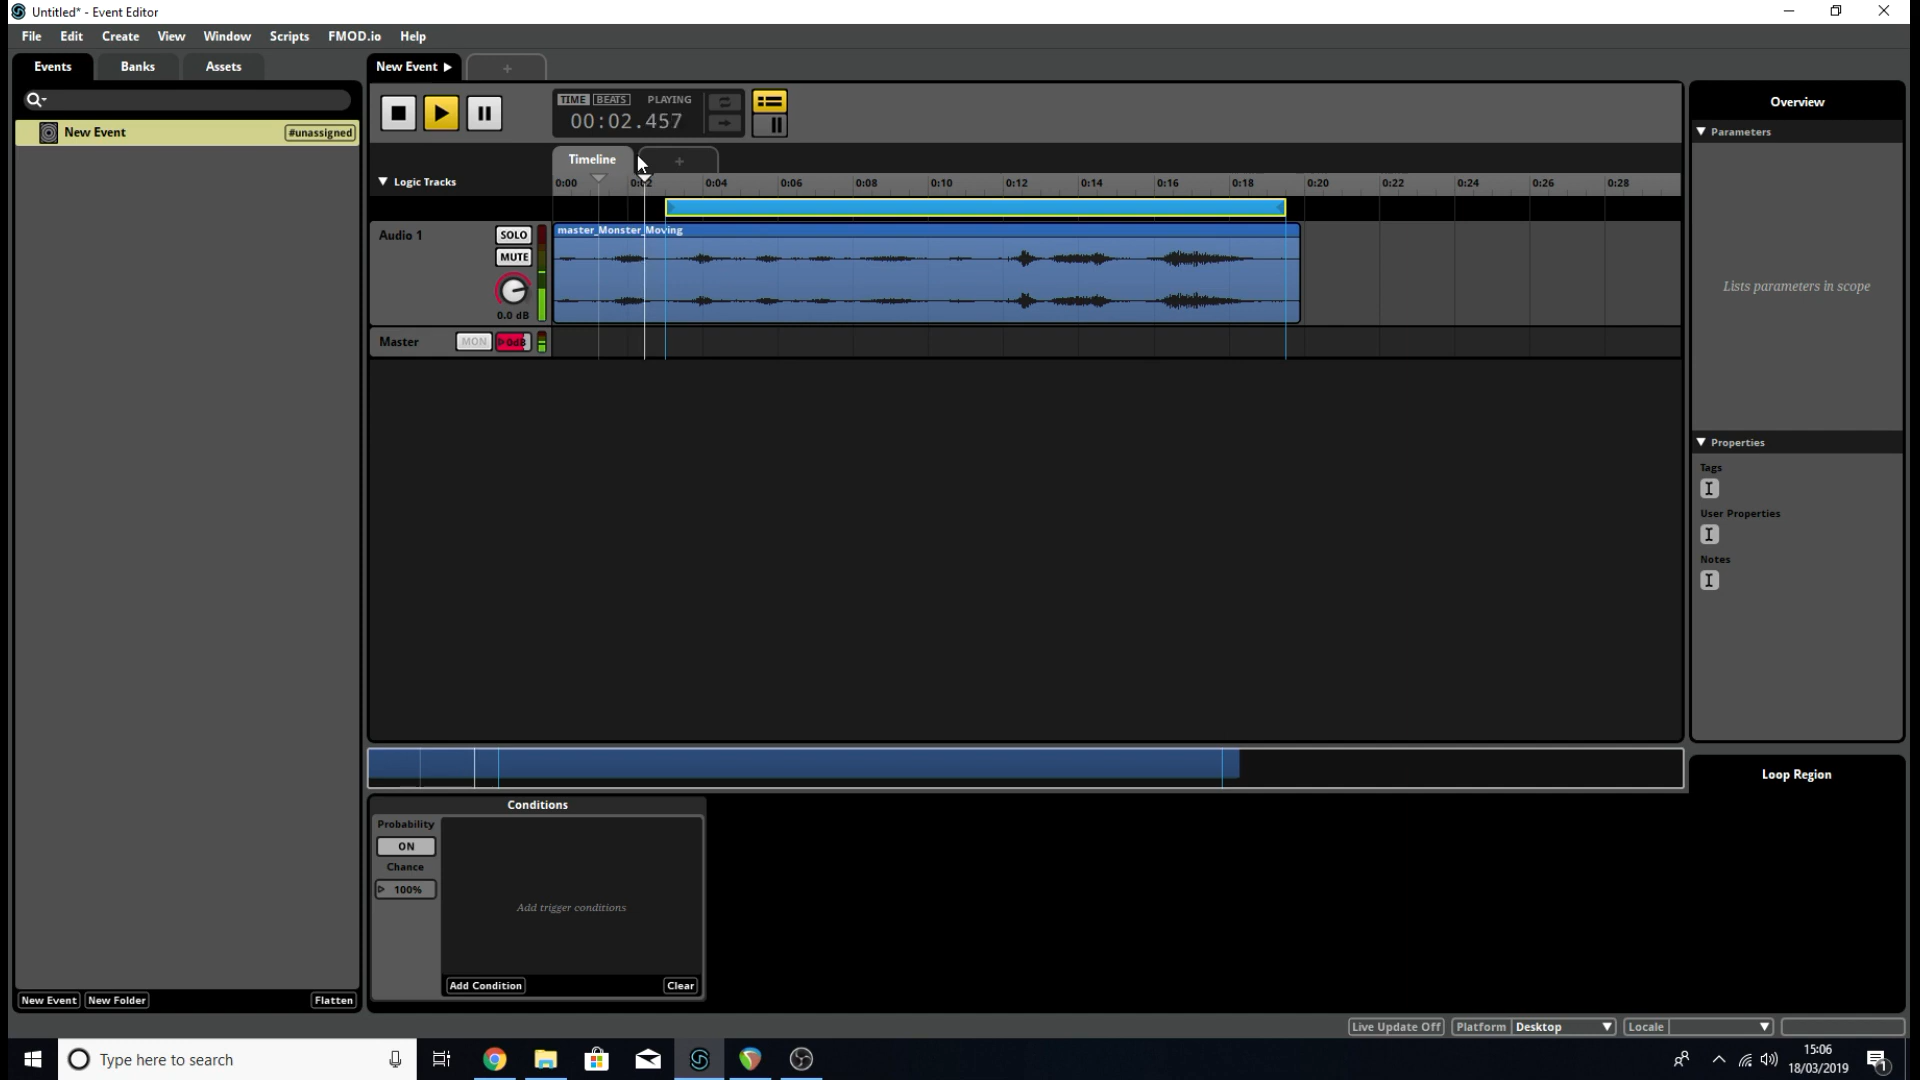 Untitled* - Event Editor
File Edit Create View Window Scripts FMOD.io Help
Events Banks Assets
New Event
New Event #unassigned
TIME BEATS PLAYING
00:02.457
Timeline
Logic Tracks
0:00 0:02 0:04 0:06 0:08 0:10 0:12 0:14 0:16 0:18 0:20 0:22 0:24 0:26 0:28
Audio 1
SOLO
MUTE
0.0 dB
master_Monster_Moving
Master MON 0dB
Overview
Parameters
Lists parameters in scope
Properties
Tags
User Properties
Notes
Loop Region
Conditions
Probability
ON
Chance
100%
Add trigger conditions
Add Condition Clear
New Event New Folder Flatten
Live Update Off Platform Desktop Locale
Type here to search
15:06
18/03/2019
1